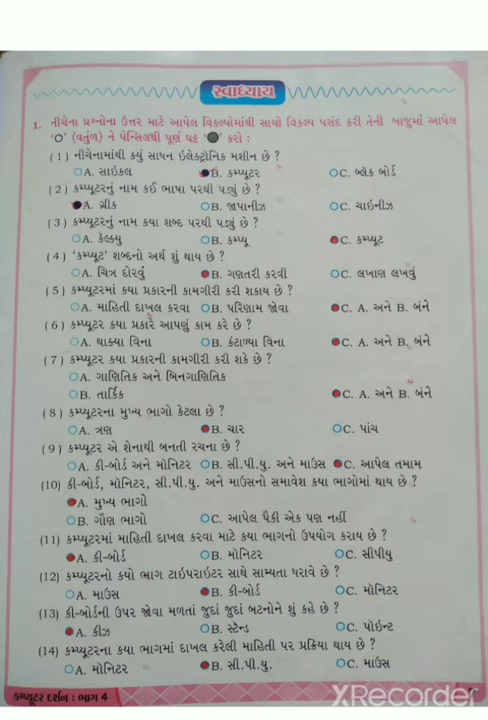 સ્વાધ્યાય
1. નીચેના પ્રશ્નોના ઉત્તર માટે આપેલ વિકલ્પોમાંથી સાચો વિકલ્પ પસંદ કરી તેની બાજુમાં આપેલ
'O' (વર્તુળ) ને પેન્સિલથી પૂર્ણ ઘટ્ટ '●' કરો :
(1) નીચેનામાંથી કયું સાધન ઇલેક્ટ્રોનિક મશીન છે ?
A. સાઇકલ B. કમ્પ્યૂટર C. બ્લેક બોર્ડ
(2) કમ્પ્યૂટરનું નામ કઈ ભાષા પરથી પડ્યું છે ?
A. ગ્રીક B. જાપાનીઝ C. ચાઇનીઝ
(3) કમ્પ્યૂટરનું નામ કયા શબ્દ પરથી પડ્યું છે ?
A. કેલ્ક્યુ B. કમ્પ્યૂ C. કમ્પ્યૂટ
(4) 'કમ્પ્યૂટ' શબ્દનો અર્થ શું થાય છે ?
A. ચિત્ર દોરવું B. ગણતરી કરવી C. લખાણ લખવું
(5) કમ્પ્યૂટરમાં કયા પ્રકારની કામગીરી કરી શકાય છે ?
A. માહિતી દાખલ કરવા B. પરિણામ જોવા C. A. અને B. બંને
(6) કમ્પ્યૂટર કયા પ્રકારે આપણું કામ કરે છે ?
A. થાક્યા વિના B. કંટાળ્યા વિના C. A. અને B. બંને
(7) કમ્પ્યૂટર કયા પ્રકારની કામગીરી કરી શકે છે ?
A. ગાણિતિક અને બિનગાણિતિક
B. તાર્કિક C. A. અને B. બંને
(8) કમ્પ્યૂટરના મુખ્ય ભાગો કેટલા છે ?
A. ત્રણ B. ચાર C. પાંચ
(9) કમ્પ્યૂટર એ શેનાથી બનતી રચના છે ?
A. કી-બોર્ડ અને મોનિટર B. સી.પી.યુ. અને માઉસ C. આપેલ તમામ
(10) કી-બોર્ડ, મોનિટર, સી.પી.યુ. અને માઉસનો સમાવેશ કયા ભાગોમાં થાય છે ?
A. મુખ્ય ભાગો
B. ગૌણ ભાગો C. આપેલ પૈકી એક પણ નહીં
(11) કમ્પ્યૂટરમાં માહિતી દાખલ કરવા માટે કયા ભાગનો ઉપયોગ કરાય છે ?
A. કી-બોર્ડ B. મોનિટર C. સીપીયુ
(12) કમ્પ્યૂટરનો કયો ભાગ ટાઇપરાઇટર સાથે સામ્યતા ધરાવે છે ?
A. માઉસ B. કી-બોર્ડ C. મોનિટર
(13) કી-બોર્ડની ઉપર જોવા મળતાં જુદાં જુદાં બટનોને શું કહે છે ?
A. કીઝ B. સ્ટેન્ડ C. પોઇન્ટ
(14) કમ્પ્યૂટરના કયા ભાગમાં દાખલ કરેલી માહિતી પર પ્રક્રિયા થાય છે ?
A. મોનિટર B. સી.પી.યુ. C. માઉસ
કમ્પ્યૂટર દર્શન : ભાગ 4
XRecorder